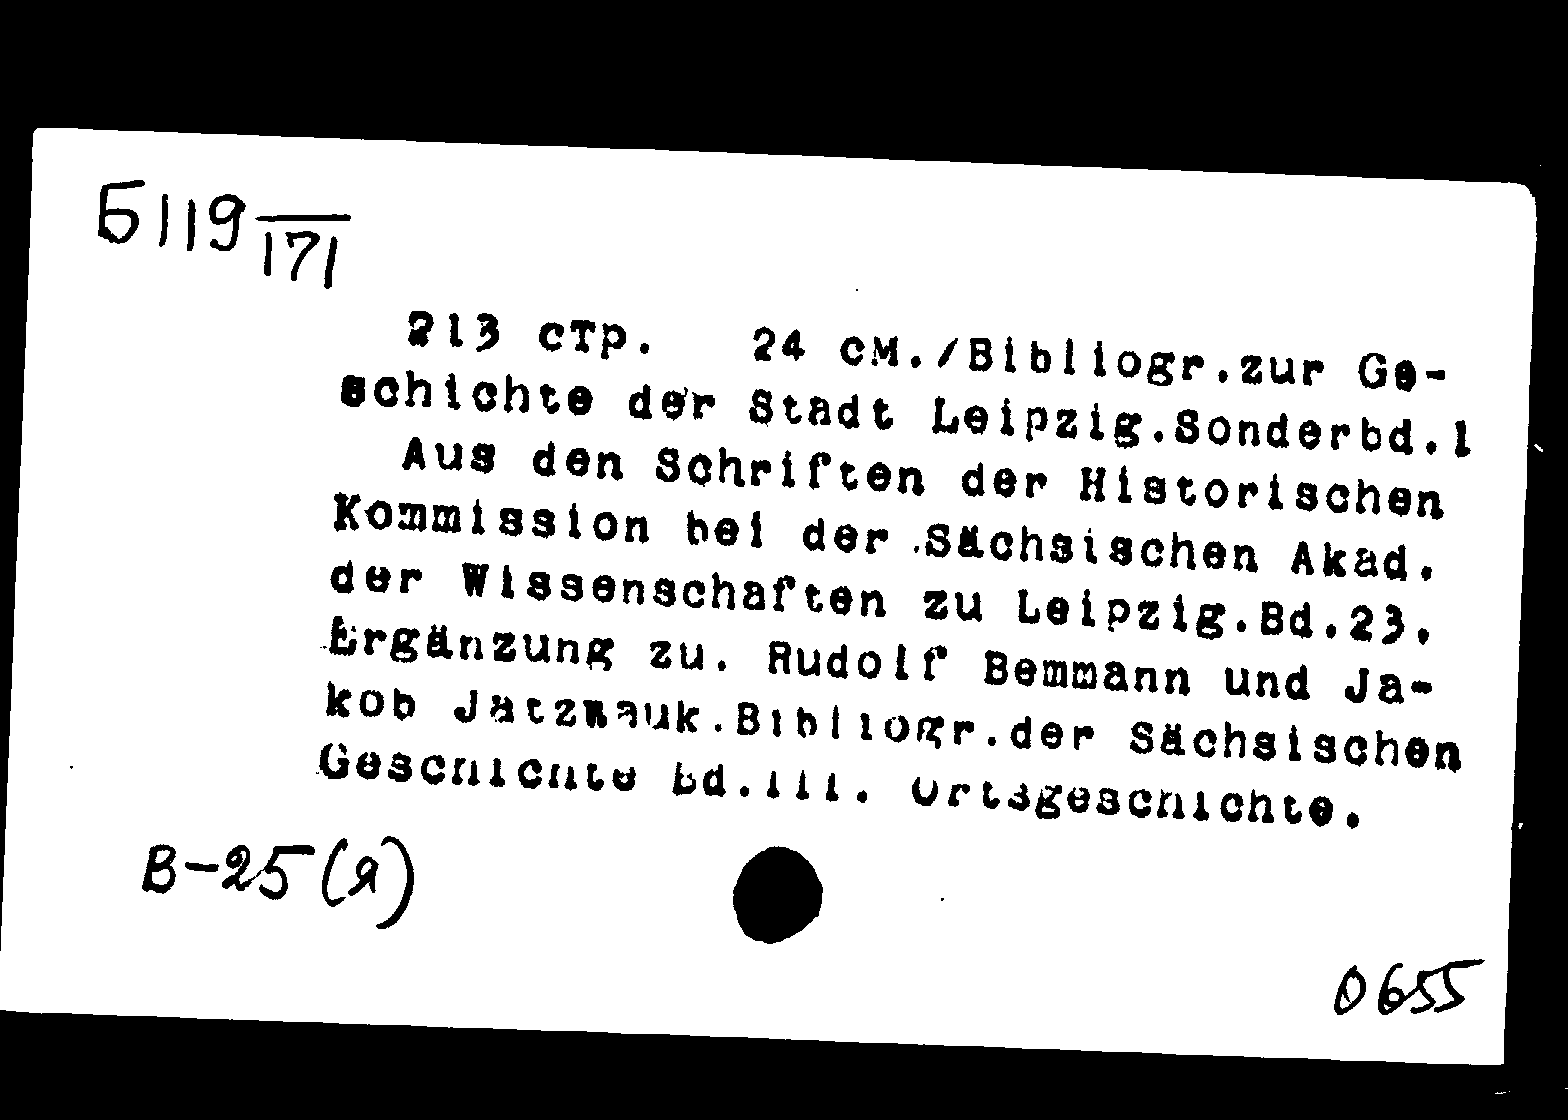 Б119
171
213 стр. 24 см./Bibliogr.zur Ge-
schichte der Stadt Leipzig.Sonderbd.1
Aus den Schriften der Historischen
Kommission bei der Sächsischen Akad.
der Wissenschaften zu Leipzig.Bd.23.
Ergänzung zu. Rudolf Bemmann und Ja-
kob Jatzwauk.Bibliogr.der Sächsischen
Geschichte Bd.III. Ortsgeschichte.
В-25(Я)
0655